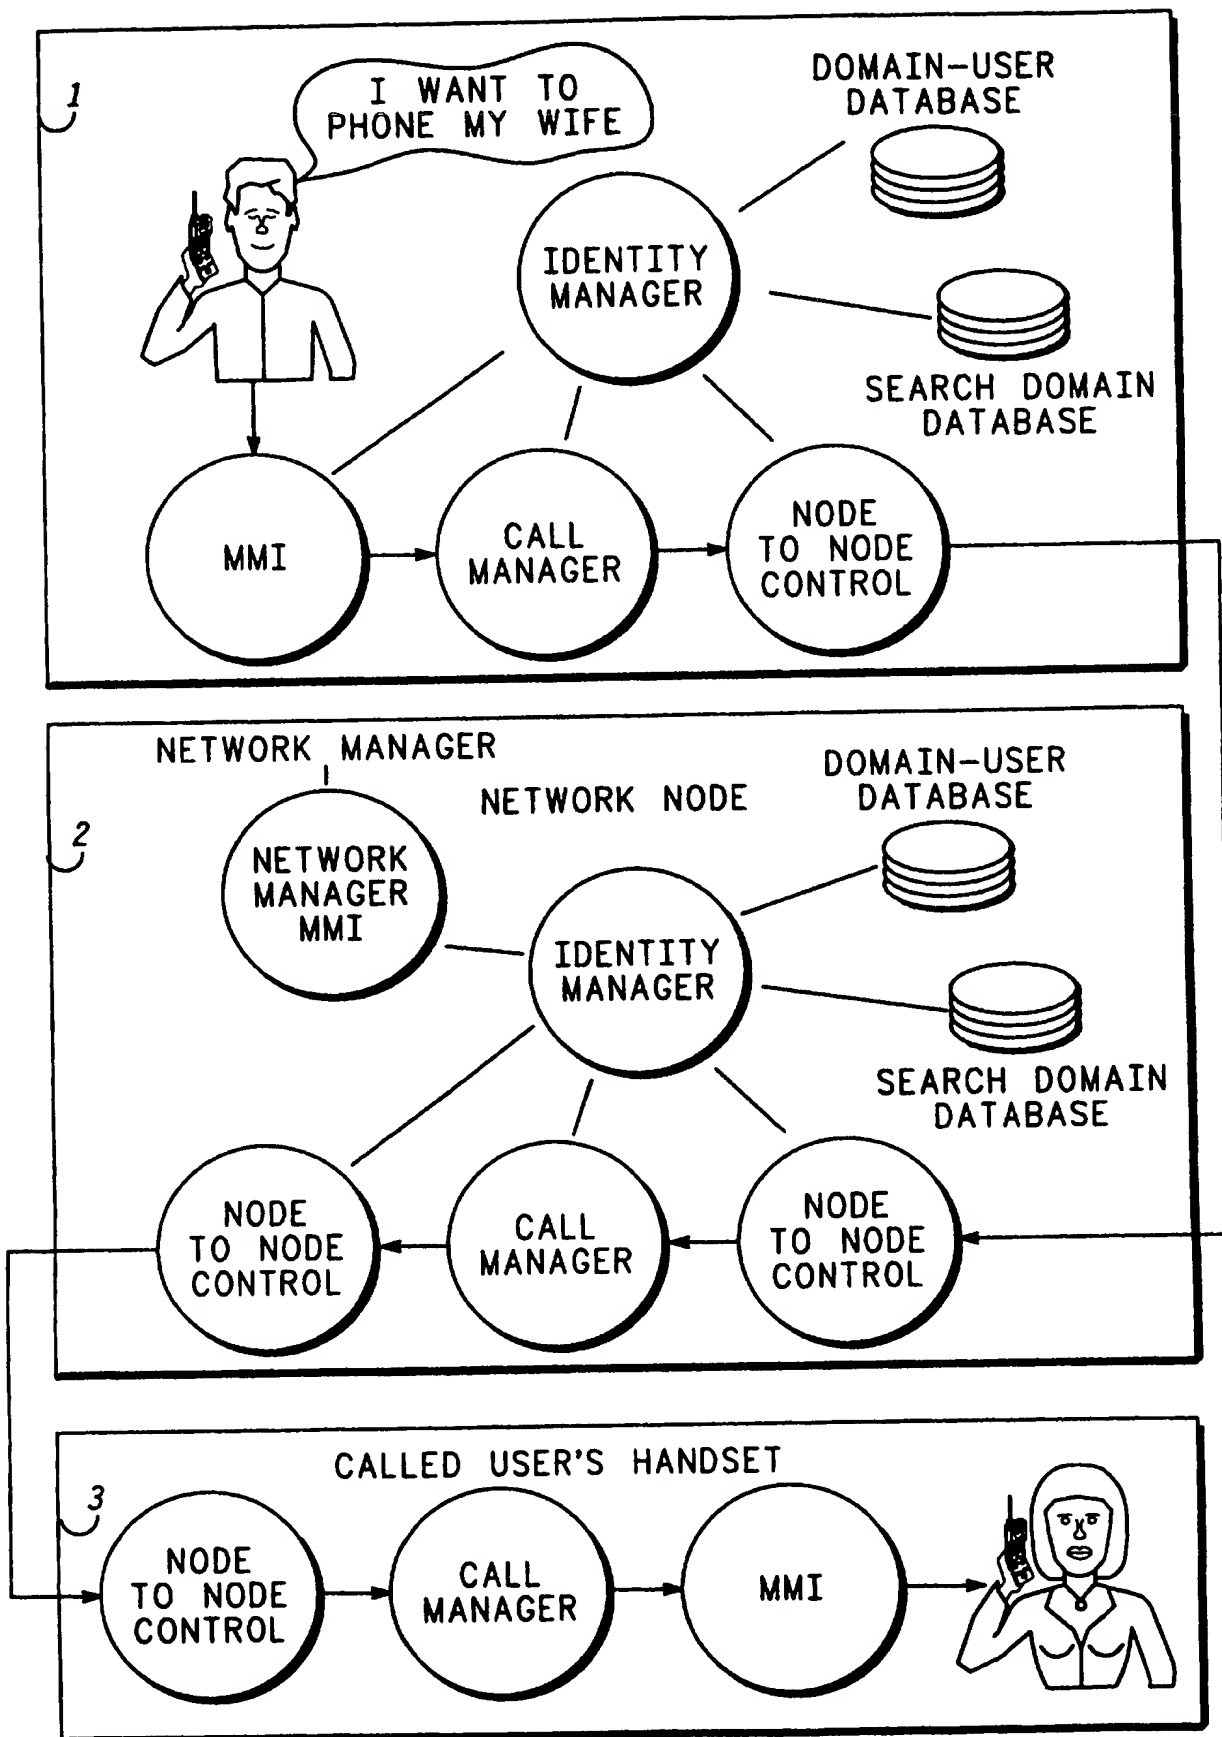 1
I WANT TO
PHONE MY WIFE
DOMAIN-USER
DATABASE
IDENTITY
MANAGER
SEARCH DOMAIN
DATABASE
MMI
CALL
MANAGER
NODE
TO NODE
CONTROL
2
NETWORK MANAGER
NETWORK NODE
DOMAIN-USER
DATABASE
NETWORK
MANAGER
MMI
IDENTITY
MANAGER
SEARCH DOMAIN
DATABASE
NODE
TO NODE
CONTROL
CALL
MANAGER
NODE
TO NODE
CONTROL
3
CALLED USER'S HANDSET
NODE
TO NODE
CONTROL
CALL
MANAGER
MMI